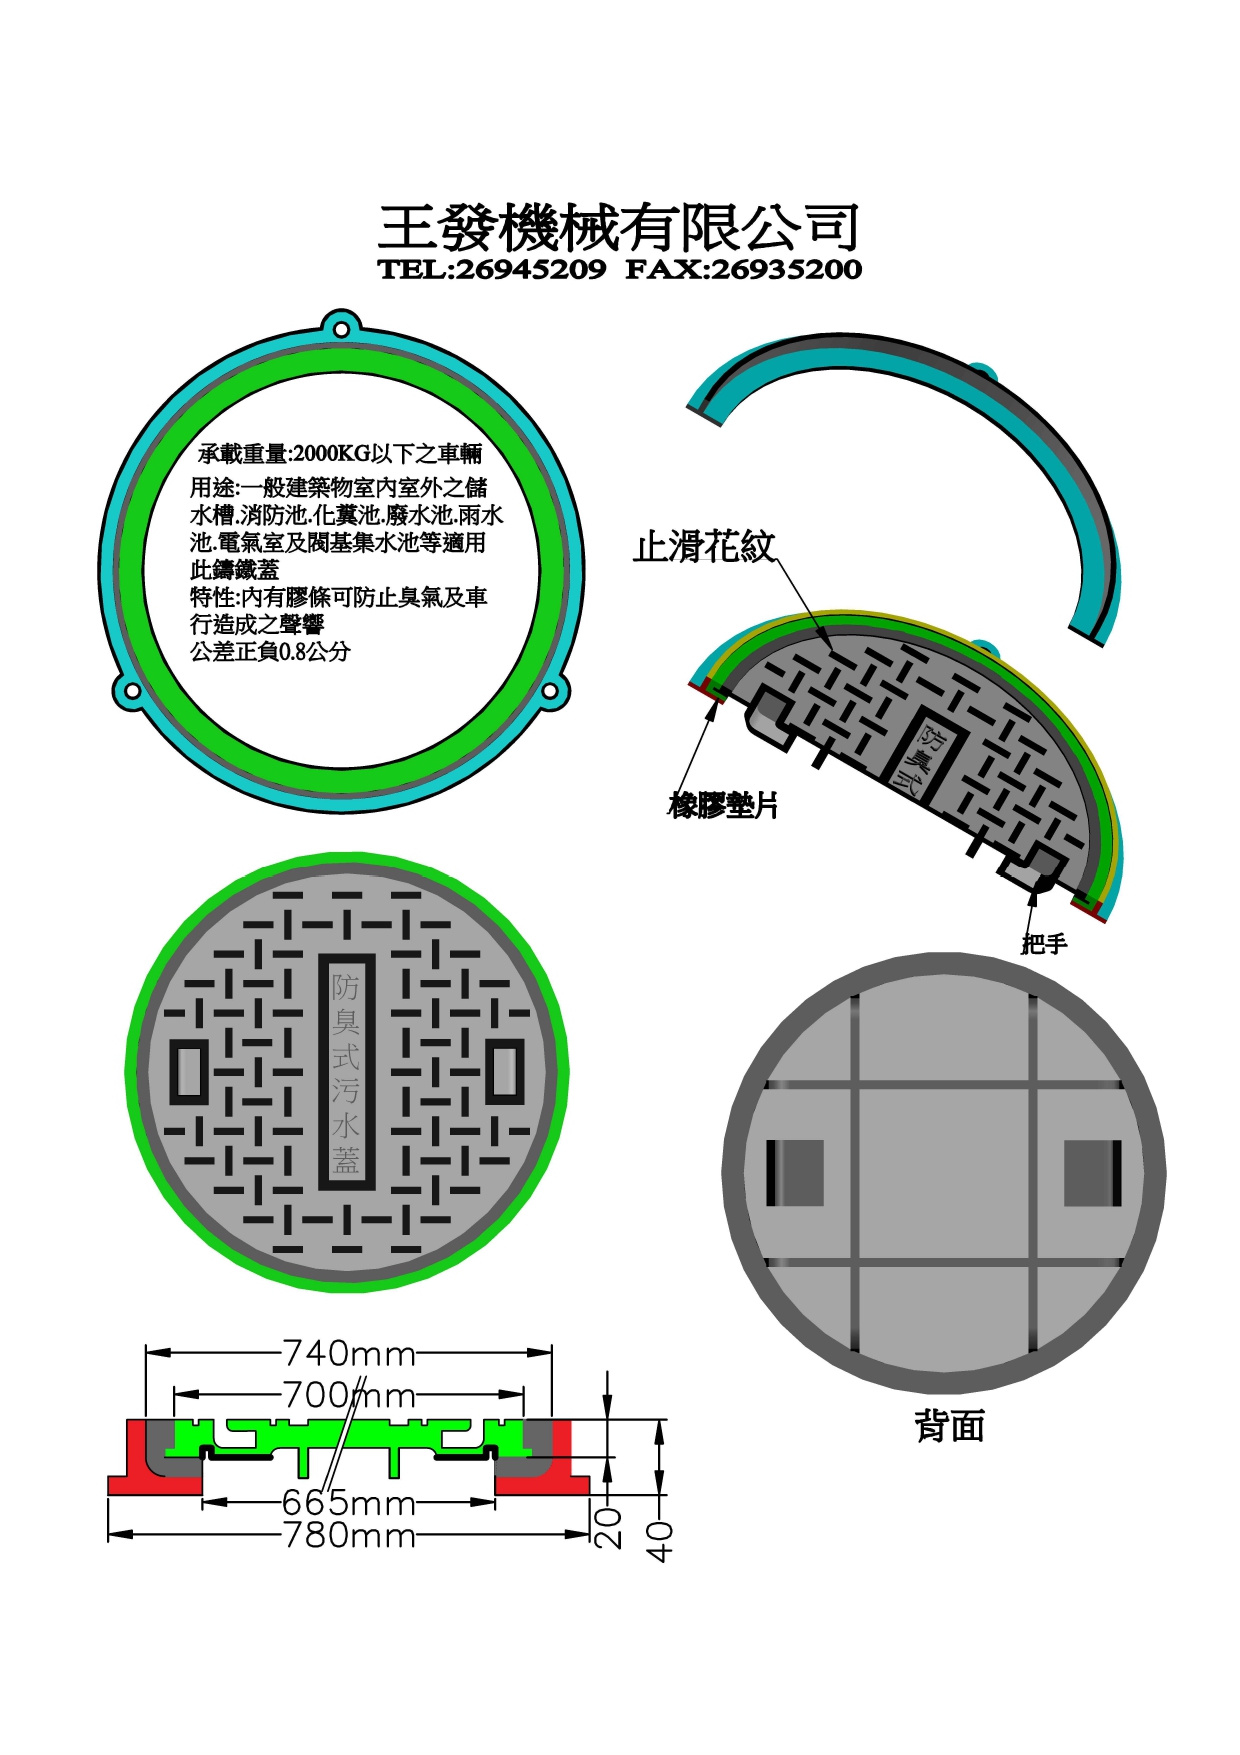 王發機械有限公司
TEL:26945209 FAX:26935200
承載重量:2000KG以下之車輛
用途:一般建築物室內室外之儲
水槽.消防池.化糞池.廢水池.雨水
池.電氣室及閥基集水池等適用
此鑄鐵蓋
特性:內有膠條可防止臭氣及車
行造成之聲響
公差正負0.8公分
止滑花紋
防臭式
橡膠墊片
把手
防臭式污水蓋
背面
740mm
700mm
665mm
780mm
20
40